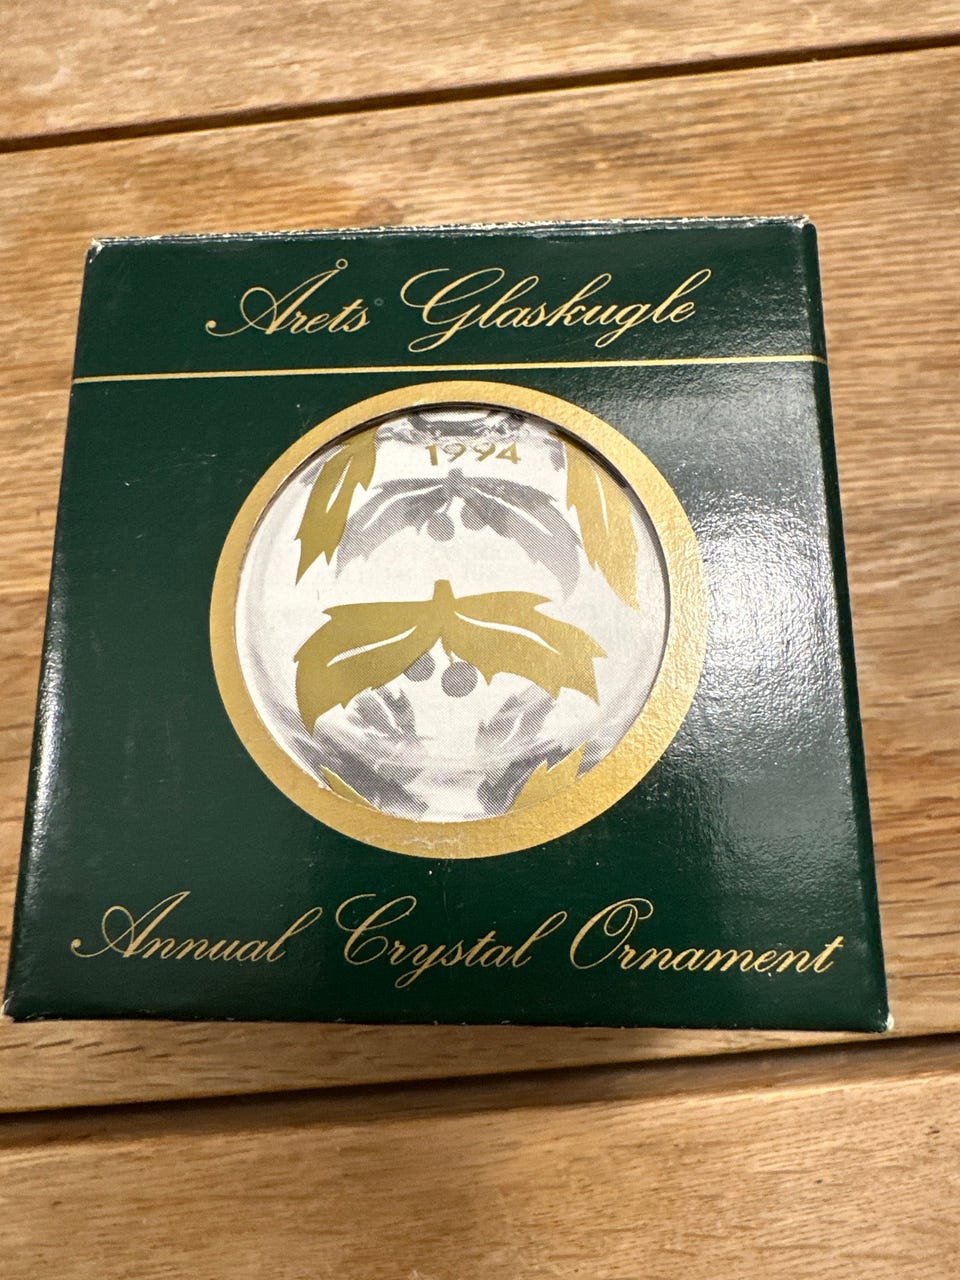 Årets Glaskugle
1994
Annual Crystal Ornament